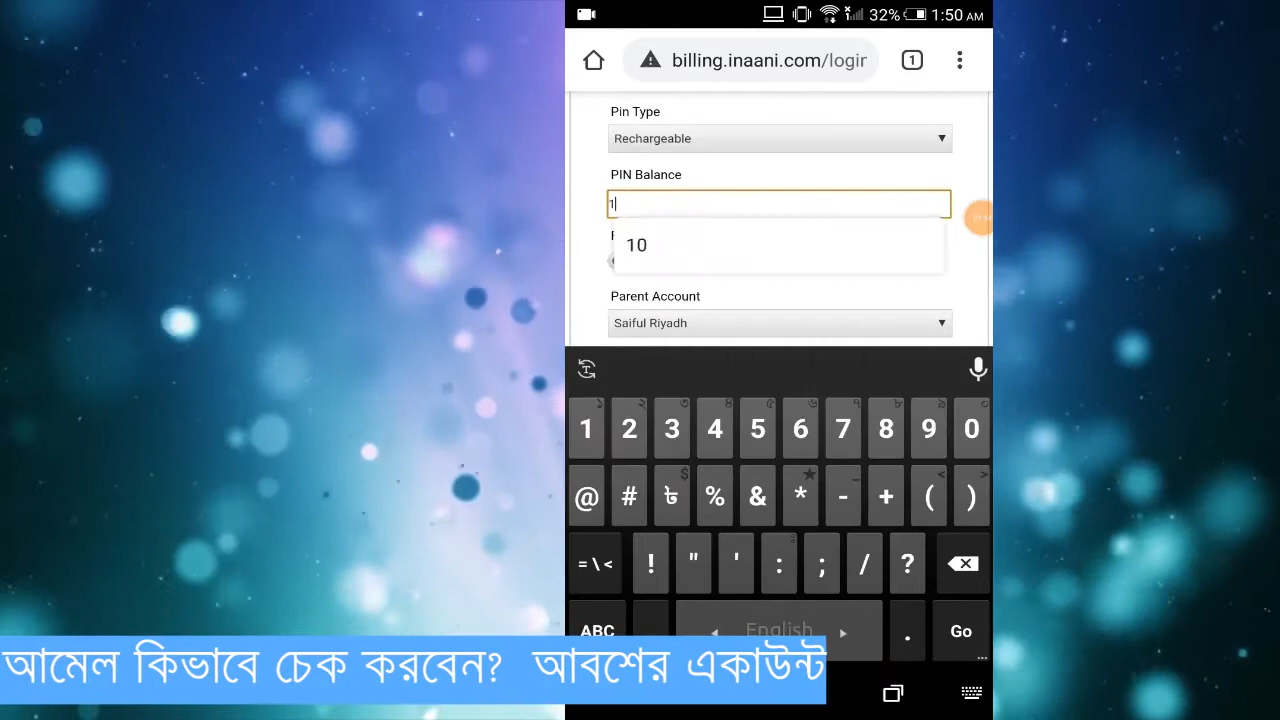 32% 1:50 AM
billing.inaani.com/logir
1
Pin Type
Rechargeable
PIN Balance
1
10
Parent Account
Saiful Riyadh
1 2 3 4 5 6 7 8 9 0
@ # ৳ % & * - + ( )
= \ < ! " ' : ; / ?
ABC English . Go
আমেল কিভাবে চেক করবেন? আবশের একাউন্ট